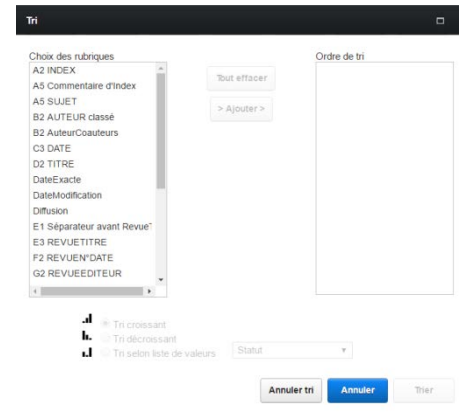 Tri
Choix des rubriques
Ordre de tri
A2 INDEX
A5 Commentaire d'Index
A5 SUJET
B2 AUTEUR classé
B2 AuteurCoauteurs
C3 DATE
D2 TITRE
DateExacte
DateModification
Diffusion
E1 Séparateur avant RevueT
E3 REVUETITRE
F2 REVUEN°DATE
G2 REVUEEDITEUR
Tout effacer
> Ajouter >
Tri croissant
Tri décroissant
Tri selon liste de valeurs
Statut
Annuler tri
Annuler
Trier